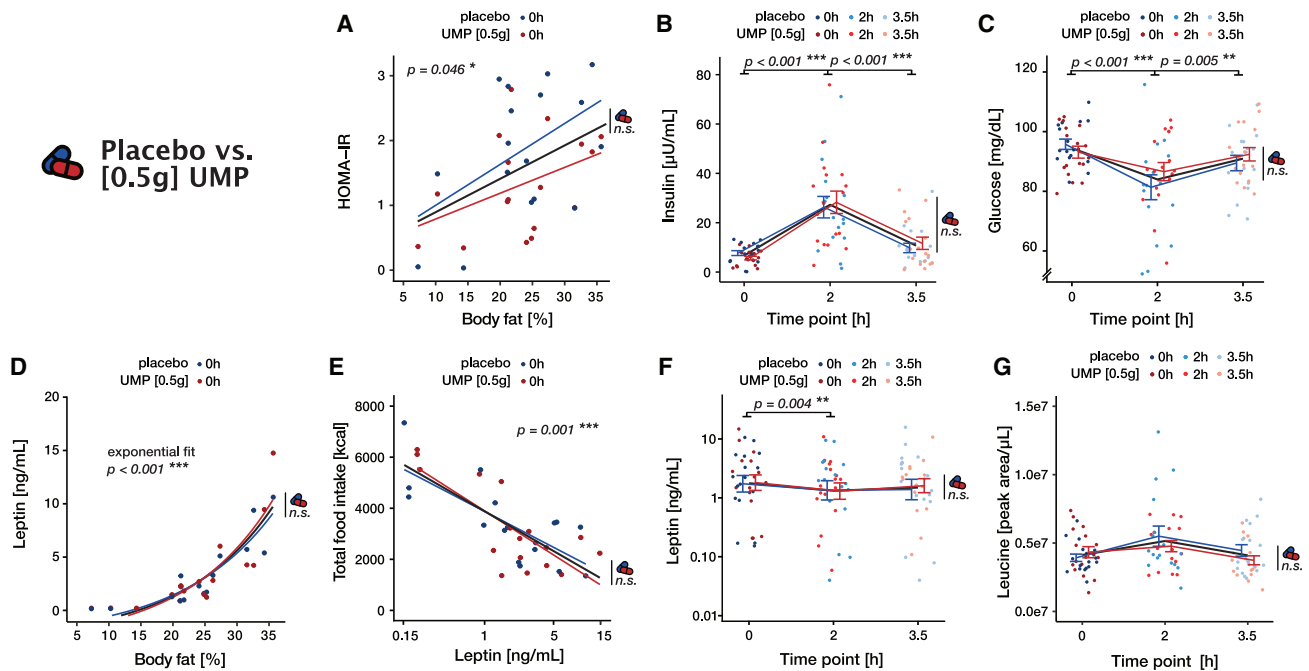 Placebo vs.
[0.5g] UMP
A
placebo 0h
UMP [0.5g] 0h
p = 0.046 *
HOMA−IR
3
2
1
0
n.s.
5 10 15 20 25 30 35
Body fat [%]
B
placebo 0h 2h 3.5h
UMP [0.5g] 0h 2h 3.5h
p < 0.001 *** p < 0.001 ***
Insulin [µU/mL]
80
60
40
20
0
n.s.
0 2 3.5
Time point [h]
C
placebo 0h 2h 3.5h
UMP [0.5g] 0h 2h 3.5h
p < 0.001 *** p = 0.005 **
Glucose [mg/dL]
120
100
80
60
n.s.
0 2 3.5
Time point [h]
D
placebo 0h
UMP [0.5g] 0h
exponential fit
p < 0.001 ***
Leptin [ng/mL]
20
15
10
5
0
n.s.
5 10 15 20 25 30 35
Body fat [%]
E
placebo 0h
UMP [0.5g] 0h
p = 0.001 ***
Total food intake [kcal]
8000
6000
4000
2000
0
n.s.
0.15 1 5 15
Leptin [ng/mL]
F
placebo 0h 2h 3.5h
UMP [0.5g] 0h 2h 3.5h
p = 0.004 **
Leptin [ng/mL]
10
1
0.10
0.01
n.s.
0 2 3.5
Time point [h]
G
placebo 0h 2h 3.5h
UMP [0.5g] 0h 2h 3.5h
Leucine [peak area/µL]
1.5e7
1.0e7
0.5e7
0.0e7
n.s.
0 2 3.5
Time point [h]